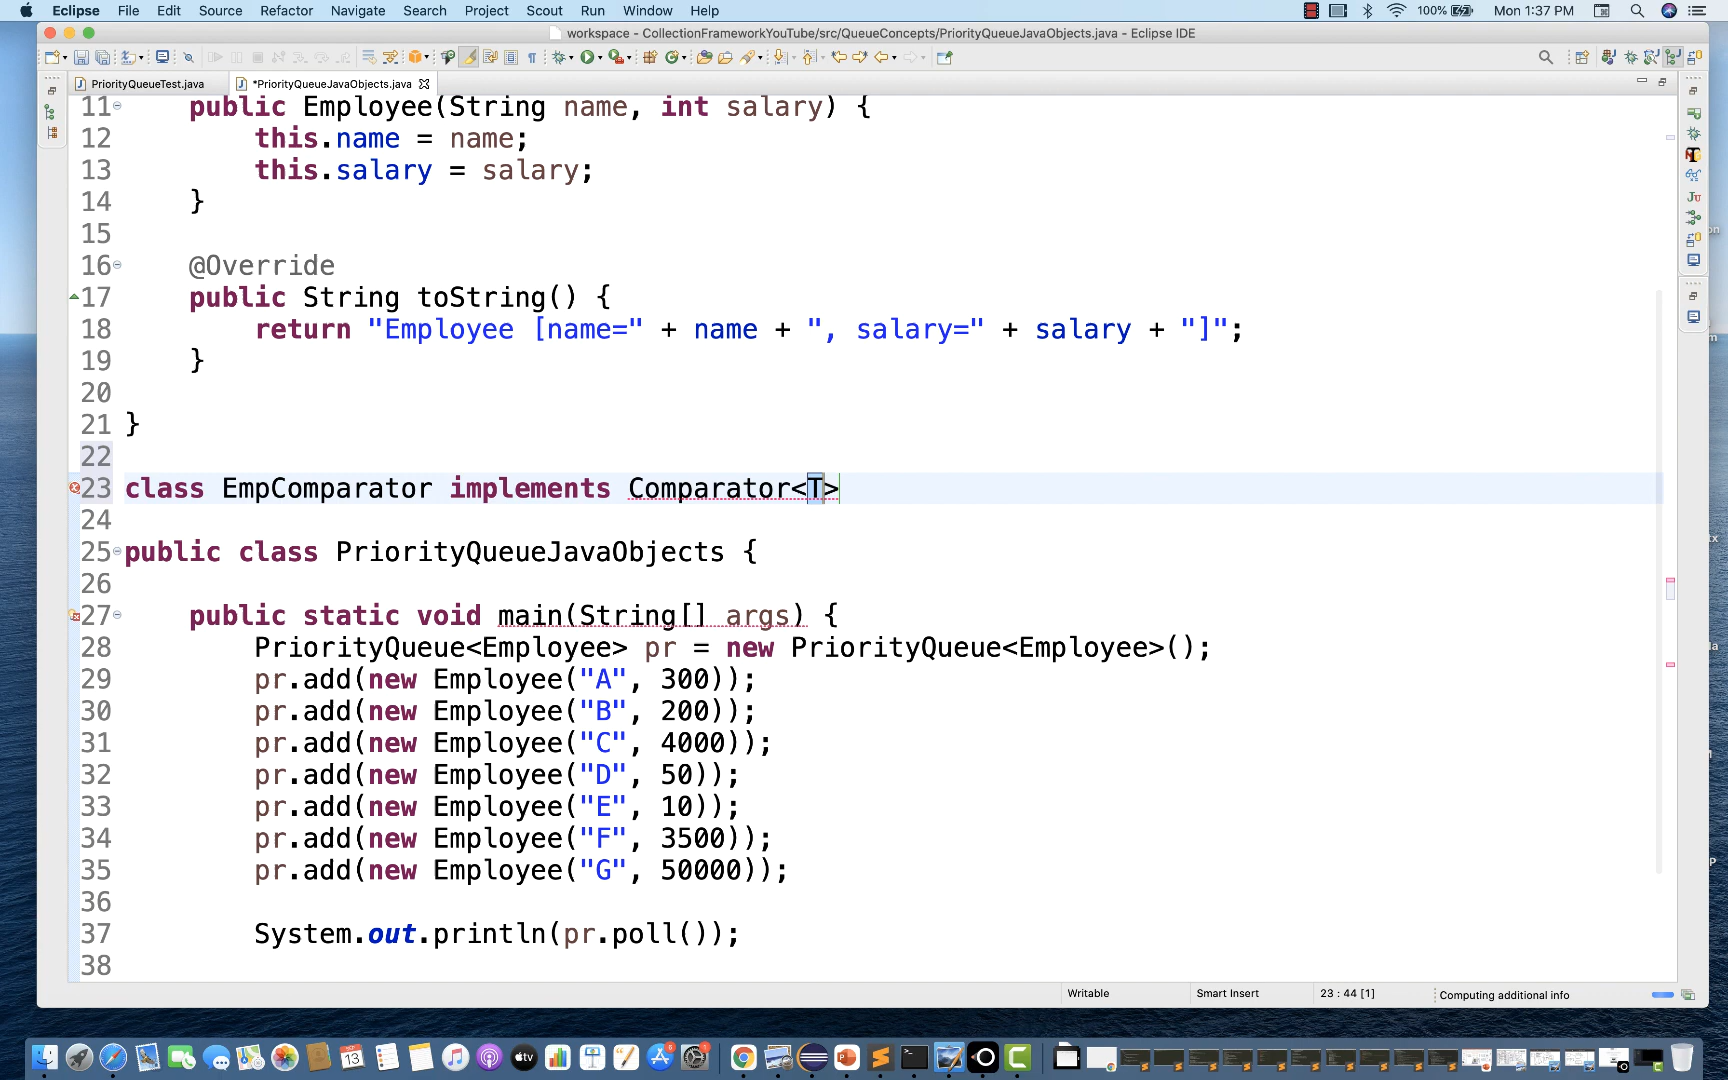 Eclipse File Edit Source Refactor Navigate Search Project Scout Run Window Help 100% Mon 1:37 PM
workspace - CollectionFrameworkYouTube/src/QueueConcepts/PriorityQueueJavaObjects.java - Eclipse IDE
PriorityQueueTest.java *PriorityQueueJavaObjects.java
11 public Employee(String name, int salary) {
12 this.name = name;
13 this.salary = salary;
14 }
15
16 @Override
17 public String toString() {
18 return "Employee [name=" + name + ", salary=" + salary + "]";
19 }
20
21 }
22
23 class EmpComparator implements Comparator<T>
24
25 public class PriorityQueueJavaObjects {
26
27 public static void main(String[] args) {
28 PriorityQueue<Employee> pr = new PriorityQueue<Employee>();
29 pr.add(new Employee("A", 300));
30 pr.add(new Employee("B", 200));
31 pr.add(new Employee("C", 4000));
32 pr.add(new Employee("D", 50));
33 pr.add(new Employee("E", 10));
34 pr.add(new Employee("F", 3500));
35 pr.add(new Employee("G", 50000));
36
37 System.out.println(pr.poll());
38
Writable Smart Insert 23 : 44 [1] Computing additional info